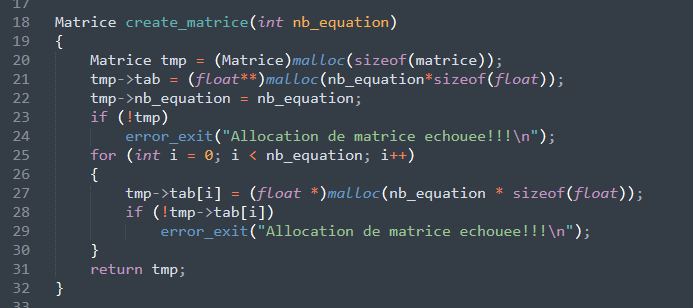 17
18 Matrice create_matrice(int nb_equation)
19 {
20     Matrice tmp = (Matrice)malloc(sizeof(matrice));
21     tmp->tab = (float**)malloc(nb_equation*sizeof(float));
22     tmp->nb_equation = nb_equation;
23     if (!tmp)
24         error_exit("Allocation de matrice echouee!!!\n");
25     for (int i = 0; i < nb_equation; i++)
26     {
27         tmp->tab[i] = (float *)malloc(nb_equation * sizeof(float));
28         if (!tmp->tab[i])
29             error_exit("Allocation de matrice echouee!!!\n");
30     }
31     return tmp;
32 }
33